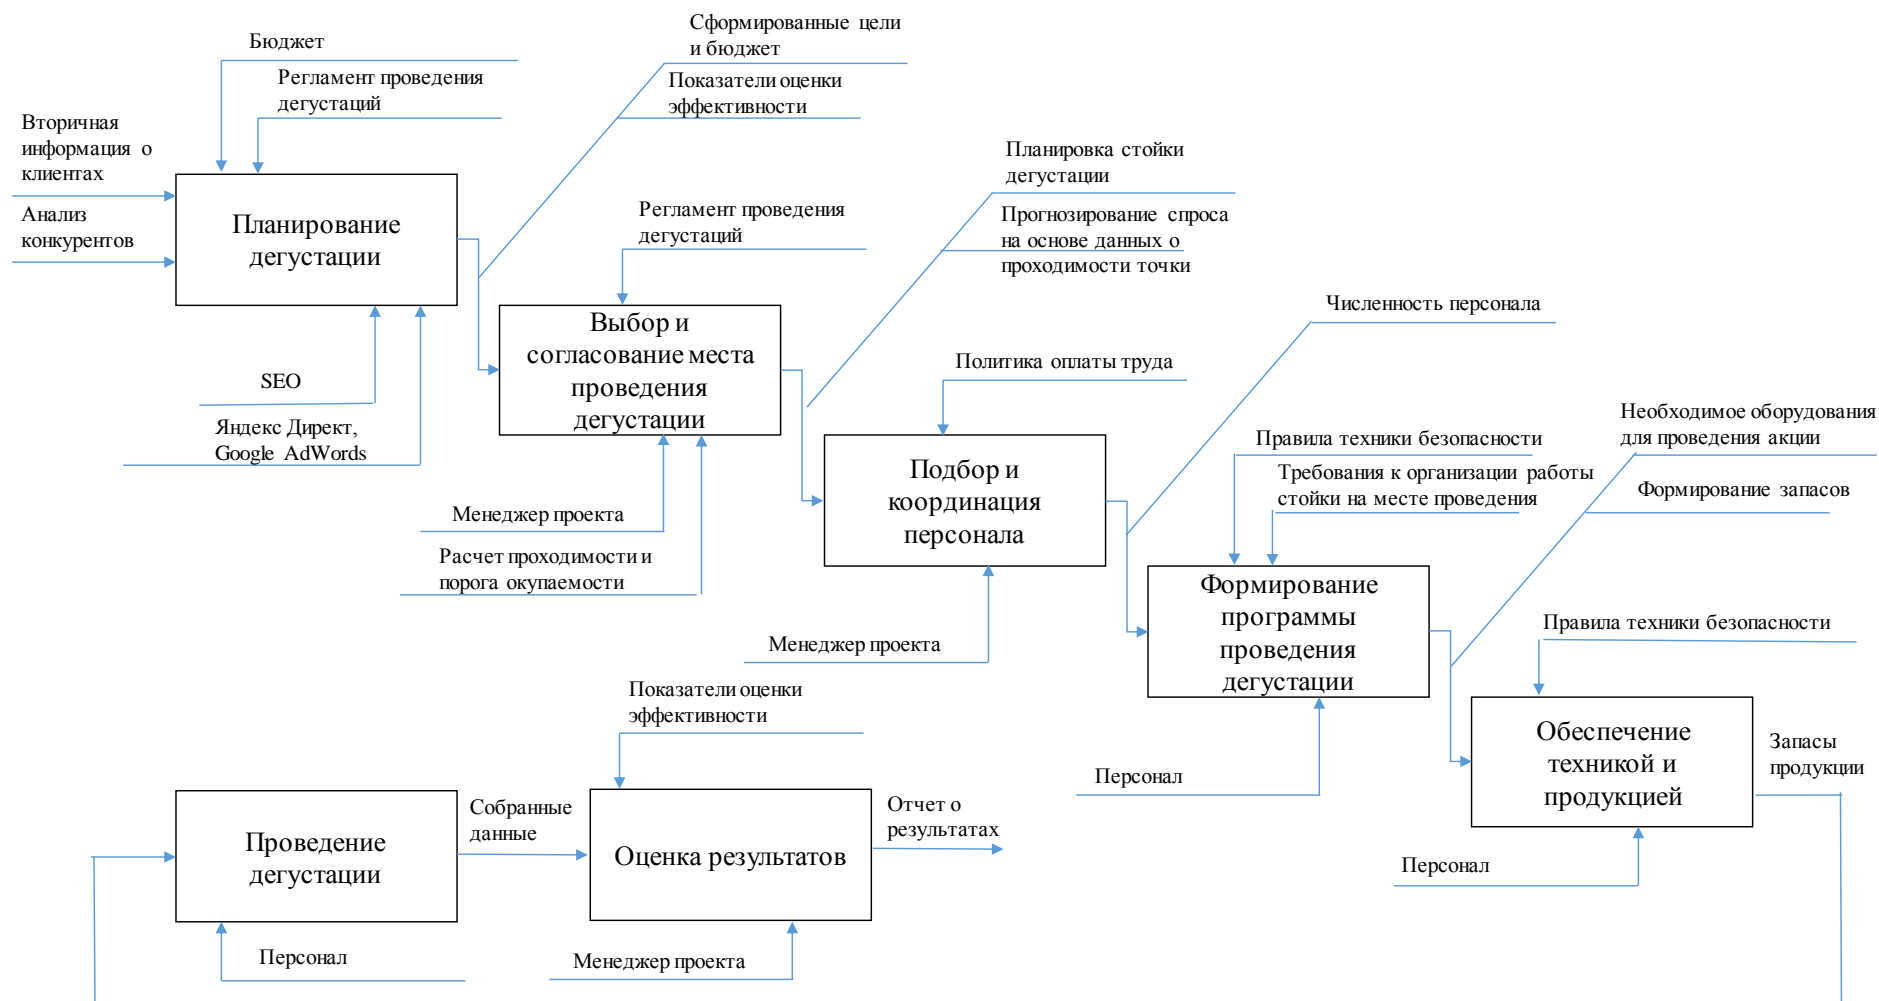 Бюджет
Регламент проведения
дегустаций
Вторичная
информация о
клиентах
Анализ
конкурентов
Планирование
дегустации
SEO
Яндекс Директ,
Google AdWords
Сформированные цели
и бюджет
Показатели оценки
эффективности
Регламент проведения
дегустаций
Выбор и
согласование места
проведения
дегустации
Менеджер проекта
Расчет проходимости и
порога окупаемости
Планировка стойки
дегустации
Прогнозирование спроса
на основе данных о
проходимости точки
Политика оплаты труда
Подбор и
координация
персонала
Менеджер проекта
Численность персонала
Правила техники безопасности
Требования к организации работы
стойки на месте проведения
Формирование
программы
проведения
дегустации
Персонал
Необходимое оборудования
для проведения акции
Формирование запасов
Правила техники безопасности
Обеспечение
техникой и
продукцией
Запасы
продукции
Персонал
Проведение
дегустации
Персонал
Собранные
данные
Показатели оценки
эффективности
Оценка результатов
Менеджер проекта
Отчет о
результатах